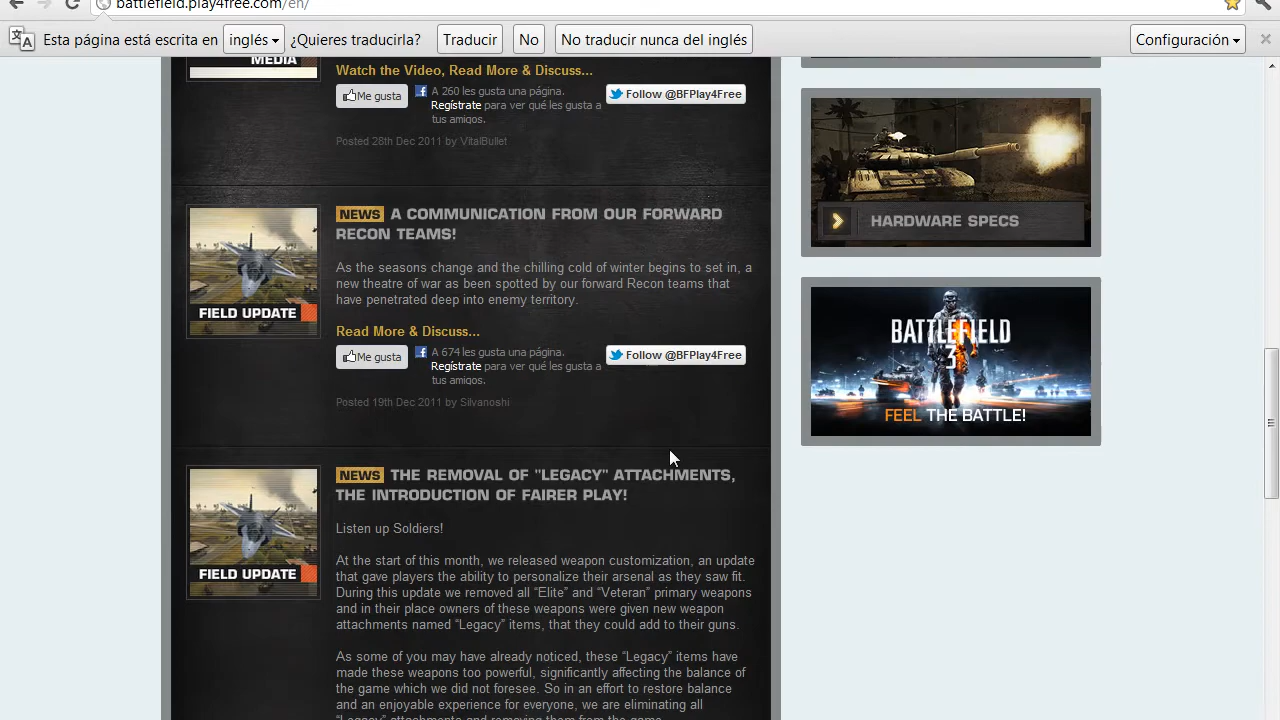 battlefield.play4free.com/en/
Esta página está escrita en inglés ¿Quieres traducirla? Traducir No No traducir nunca del inglés Configuración
MEDIA
Watch the Video, Read More & Discuss...
Me gusta
A 260 les gusta una página.
Regístrate para ver qué les gusta a
tus amigos.
Follow @BFPlay4Free
Posted 28th Dec 2011 by VitalBullet
FIELD UPDATE
NEWS A COMMUNICATION FROM OUR FORWARD
RECON TEAMS!
As the seasons change and the chilling cold of winter begins to set in, a
new theatre of war as been spotted by our forward Recon teams that
have penetrated deep into enemy territory.
Read More & Discuss...
Me gusta
A 674 les gusta una página.
Regístrate para ver qué les gusta a
tus amigos.
Follow @BFPlay4Free
Posted 19th Dec 2011 by Silvanoshi
FIELD UPDATE
NEWS THE REMOVAL OF "LEGACY" ATTACHMENTS,
THE INTRODUCTION OF FAIRER PLAY!
Listen up Soldiers!
At the start of this month, we released weapon customization, an update
that gave players the ability to personalize their arsenal as they saw fit.
During this update we removed all “Elite” and “Veteran” primary weapons
and in their place owners of these weapons were given new weapon
attachments named “Legacy” items, that they could add to their guns.
As some of you may have already noticed, these “Legacy” items have
made these weapons too powerful, significantly affecting the balance of
the game which we did not foresee. So in an effort to restore balance
and an enjoyable experience for everyone, we are eliminating all
“Legacy” attachments and removing them from the game.
HARDWARE SPECS
BATTLEFIELD
3
FEEL THE BATTLE!